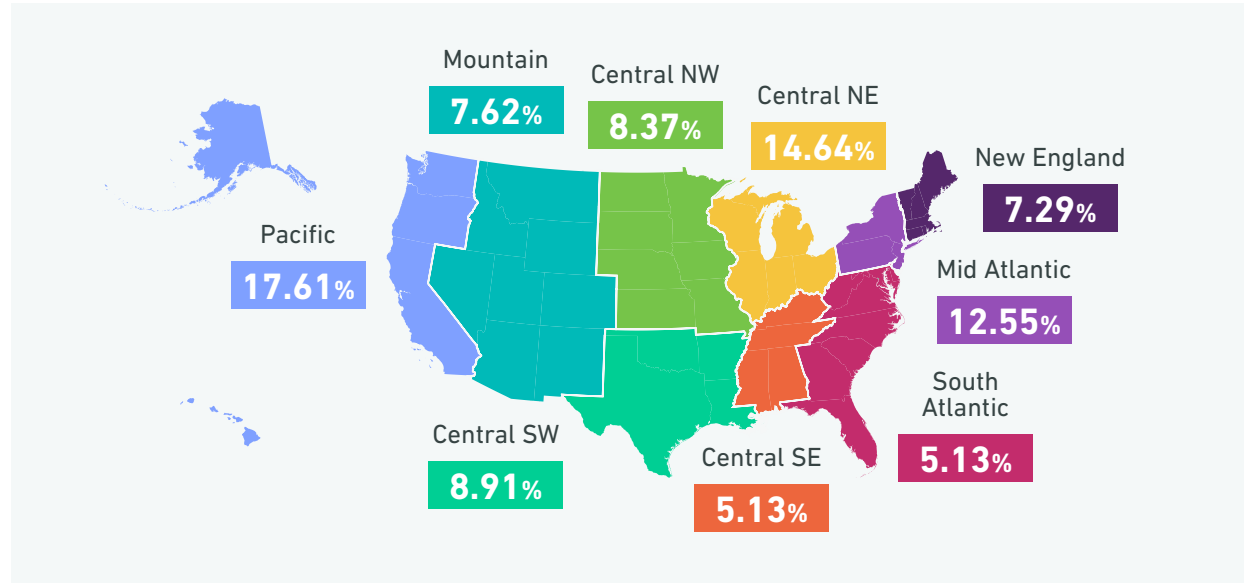 Mountain
7.62%
Central NW
8.37%
Central NE
14.64%
New England
7.29%
Pacific
17.61%
Mid Atlantic
12.55%
South
Atlantic
5.13%
Central SW
8.91%
Central SE
5.13%